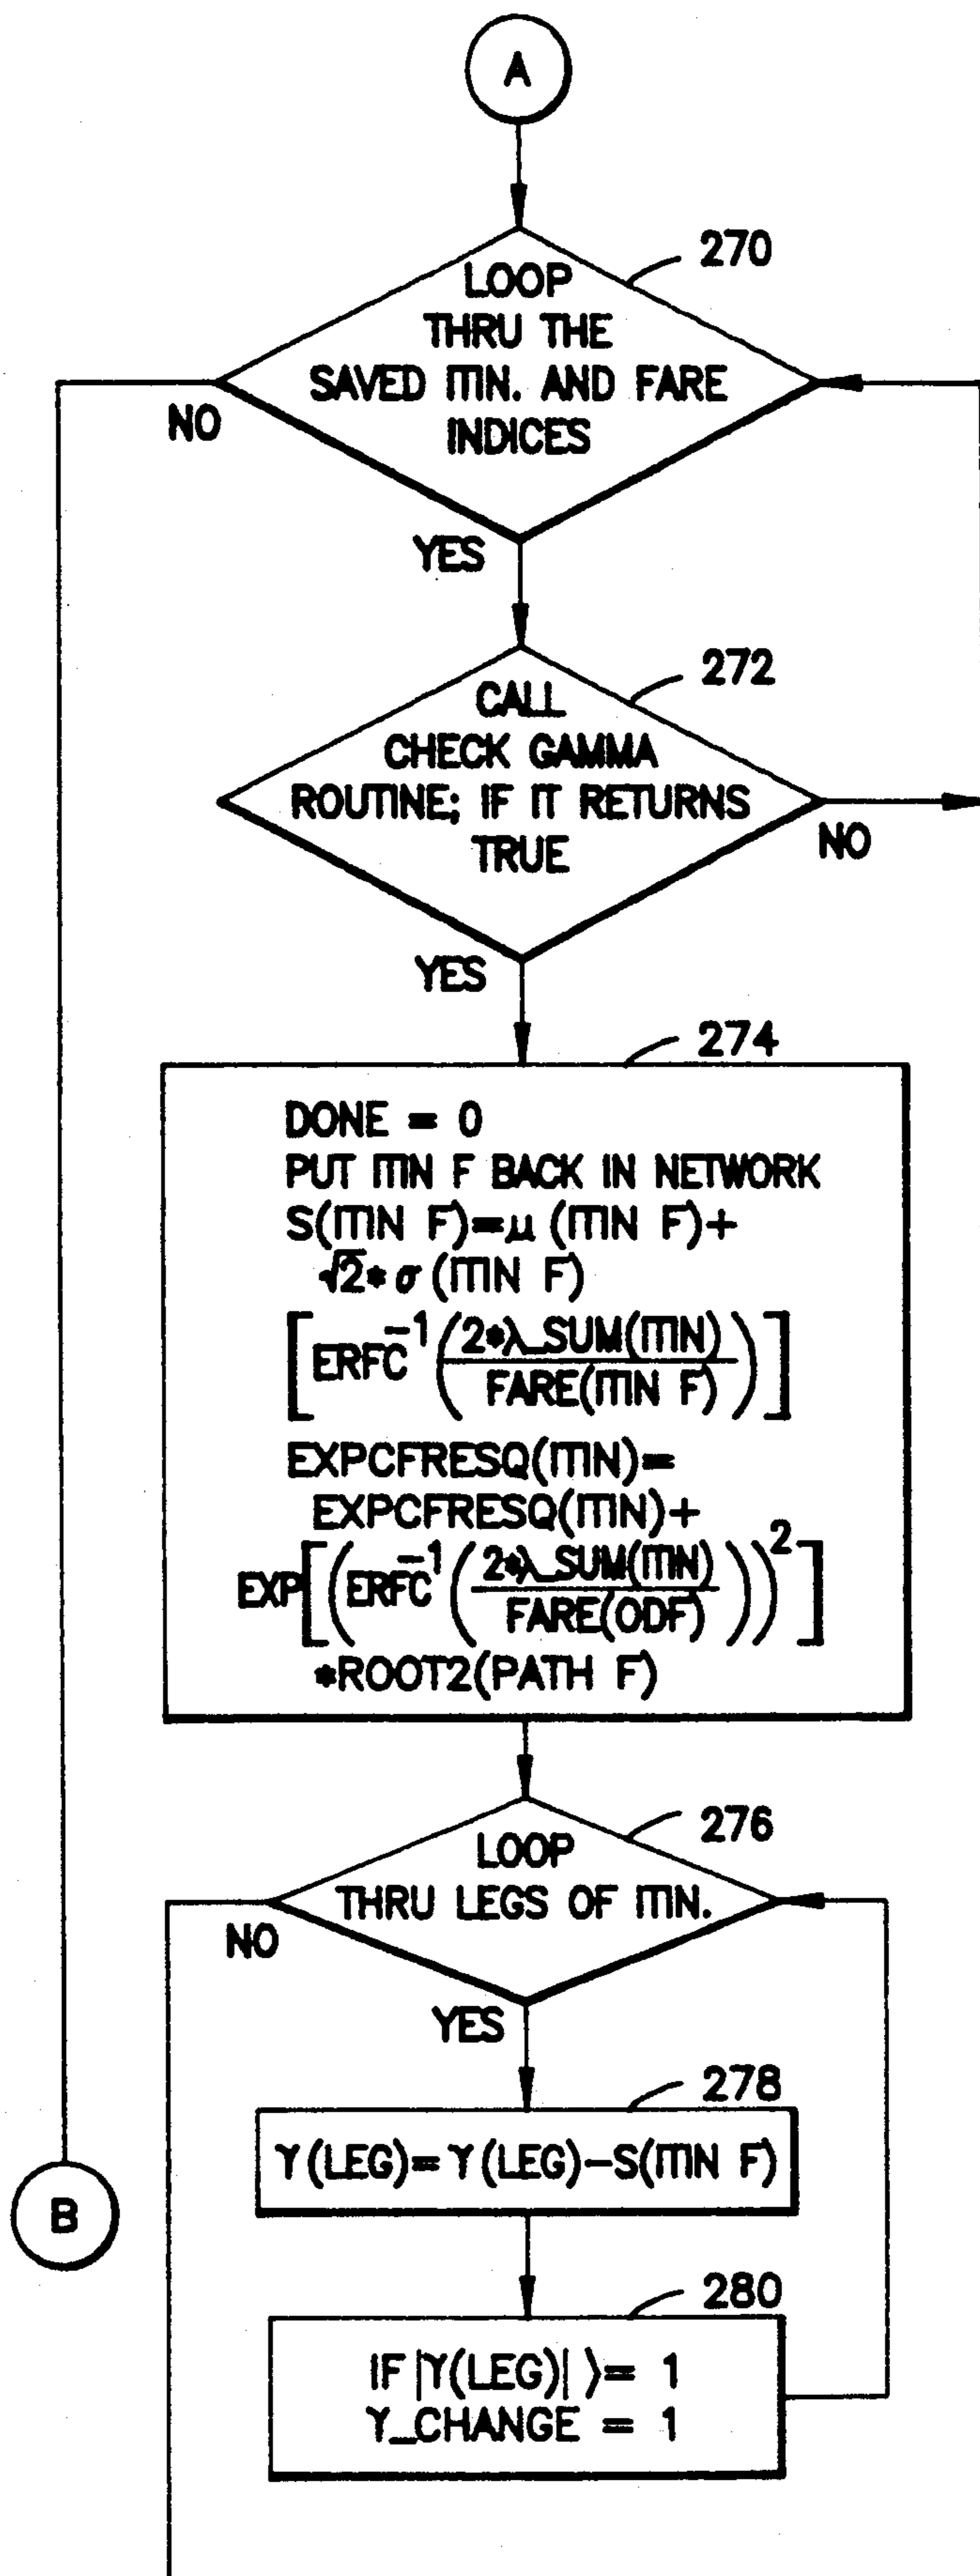 A
270
LOOP
THRU THE
SAVED ITIN. AND FARE
INDICES
NO
YES
272
CALL
CHECK GAMMA
ROUTINE; IF IT RETURNS
TRUE
NO
YES
274
DONE = 0
PUT ITIN F BACK IN NETWORK
S(ITIN F)=μ (ITIN F)+
√2* σ (ITIN F)
[ERFC⁻¹(2*λ_SUM(ITIN)/FARE(ITIN F))]
EXPCFRESQ(ITIN)=
EXPCFRESQ(ITIN)+
EXP[(ERFC⁻¹(2*λ_SUM(ITIN)/FARE(ODF)))²]
*ROOT2(PATH F)
276
LOOP
THRU LEGS OF ITIN.
NO
YES
278
γ(LEG)=γ(LEG)-S(ITIN F)
B
280
IF |γ(LEG)| >= 1
γ_CHANGE = 1